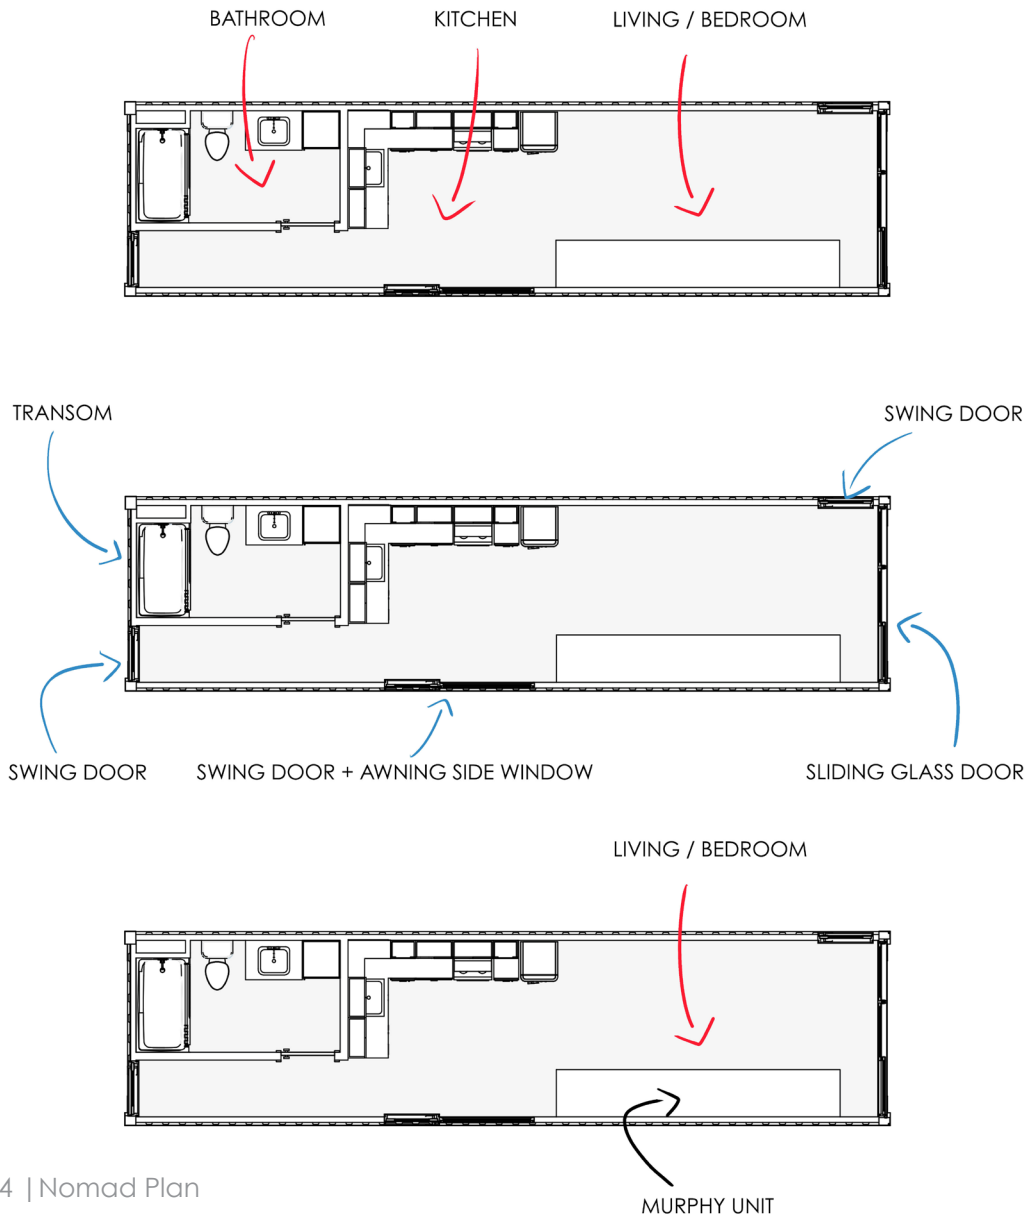 BATHROOM
KITCHEN
LIVING / BEDROOM
TRANSOM
SWING DOOR
SWING DOOR
SWING DOOR + AWNING SIDE WINDOW
SLIDING GLASS DOOR
LIVING / BEDROOM
4 | Nomad Plan
MURPHY UNIT